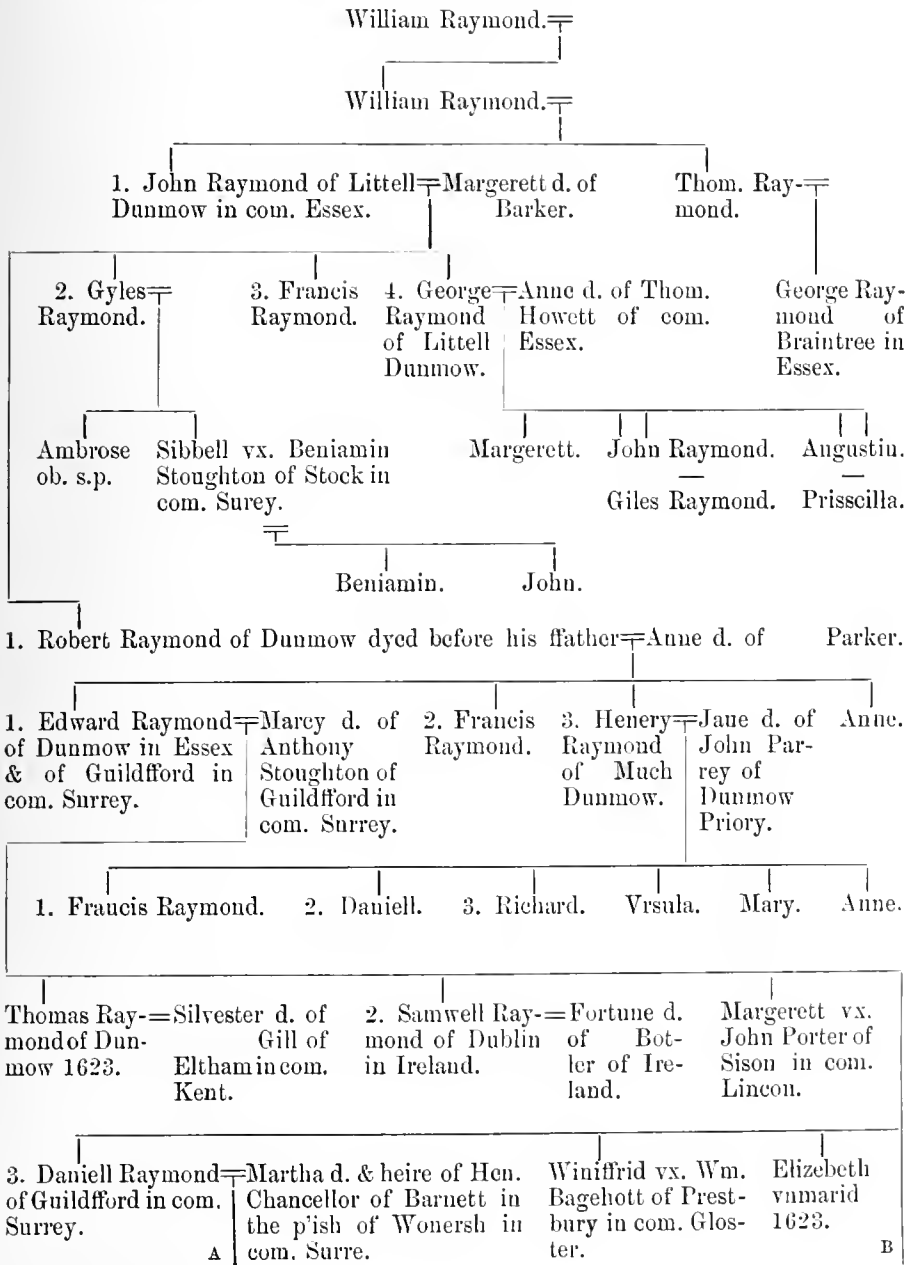 William Raymond.
William Raymond.
1. John Raymond of Littell Dunmow in com. Essex.
Margerett d. of Barker.
Thom. Raymond.
2. Gyles Raymond.
3. Francis Raymond.
4. George Raymond of Littell Dunmow.
Anne d. of Thom. Howett of com. Essex.
George Raymond of Braintree in Essex.
Ambrose ob. s.p.
Sibbell vx. Beniamin Stoughton of Stock in com. Surey.
Margerett.
John Raymond.
—
Giles Raymond.
Augustin.
—
Prisscilla.
Beniamin.
John.
1. Robert Raymond of Dunmow dyed before his ffather=Anne d. of Parker.
1. Edward Raymond of Dunmow in Essex & of Guildfford in com. Surrey.
Marcy d. of Anthony Stoughton of Guildfford in com. Surrey.
2. Francis Raymond.
3. Henery Raymond of Much Dunmow.
Jane d. of John Parrey of Dunmow Priory.
Anne.
1. Francis Raymond.
2. Daniell.
3. Richard.
Vrsula.
Mary.
Anne.
Thomas Raymond of Dunmow 1623.
Silvester d. of Gill of Eltham in com. Kent.
2. Samwell Raymond of Dublin in Ireland.
Fortune d. of Botler of Ireland.
Margerett vx. John Porter of Sison in com. Lincon.
3. Daniell Raymond of Guildfford in com. Surrey.
Martha d. & heire of Hen. Chancellor of Barnett in the p'ish of Wonersh in com. Surre.
Winiffrid vx. Wm. Bagehott of Prestbury in com. Gloster.
Elizebeth vnmarid 1623.
A
B